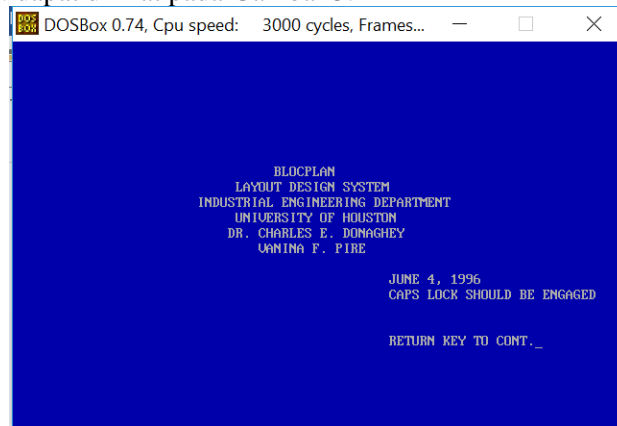 DOSBox 0.74, Cpu speed: 3000 cycles, Frames...
BLOCPLAN
LAYOUT DESIGN SYSTEM
INDUSTRIAL ENGINEERING DEPARTMENT
UNIVERSITY OF HOUSTON
DR. CHARLES E. DONAGHEY
VANINA F. PIRE
JUNE 4, 1996
CAPS LOCK SHOULD BE ENGAGED
RETURN KEY TO CONT._